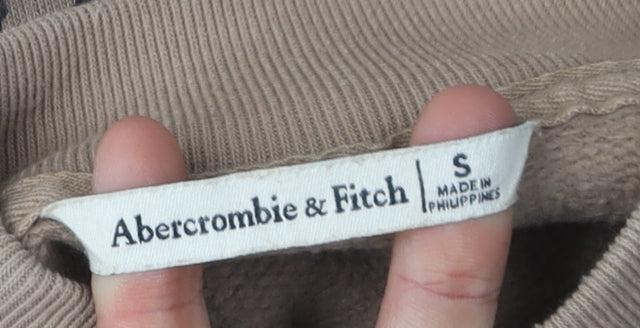 Abercrombie & Fitch
S
MADE IN
PHILIPPINES